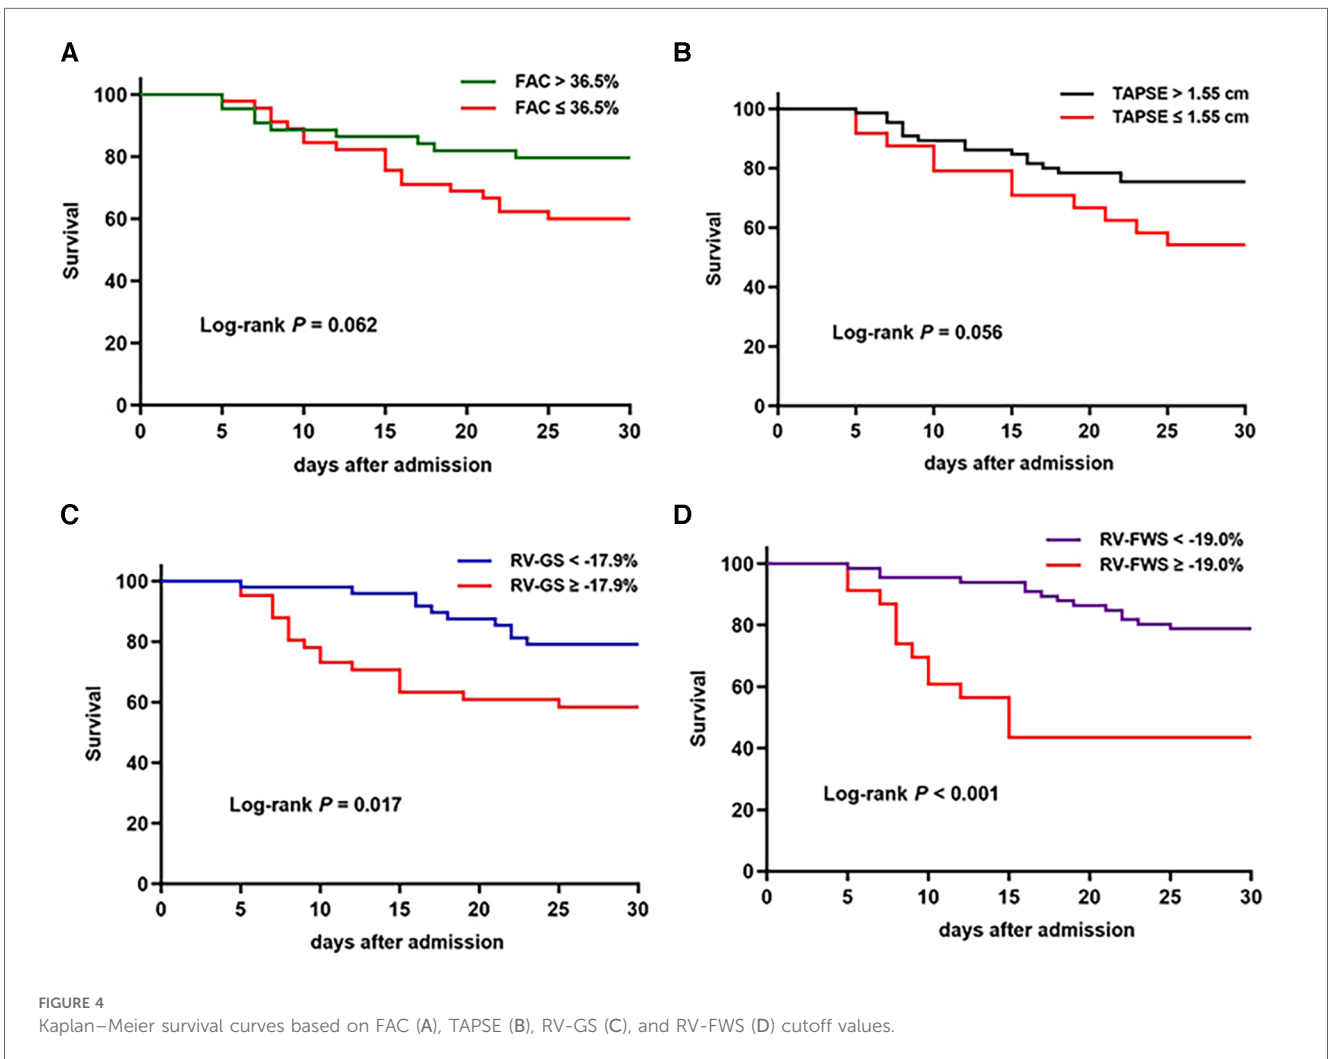 A
FAC > 36.5%
FAC ≤ 36.5%
100
80
60
40
20
0
Survival
Log-rank P = 0.062
0 5 10 15 20 25 30
days after admission
B
TAPSE > 1.55 cm
TAPSE ≤ 1.55 cm
100
80
60
40
20
0
Survival
Log-rank P = 0.056
0 5 10 15 20 25 30
days after admission
C
RV-GS < -17.9%
RV-GS ≥ -17.9%
100
80
60
40
20
0
Survival
Log-rank P = 0.017
0 5 10 15 20 25 30
days after admission
D
RV-FWS < -19.0%
RV-FWS ≥ -19.0%
100
80
60
40
20
0
Survival
Log-rank P < 0.001
0 5 10 15 20 25 30
days after admission
FIGURE 4
Kaplan–Meier survival curves based on FAC (A), TAPSE (B), RV-GS (C), and RV-FWS (D) cutoff values.